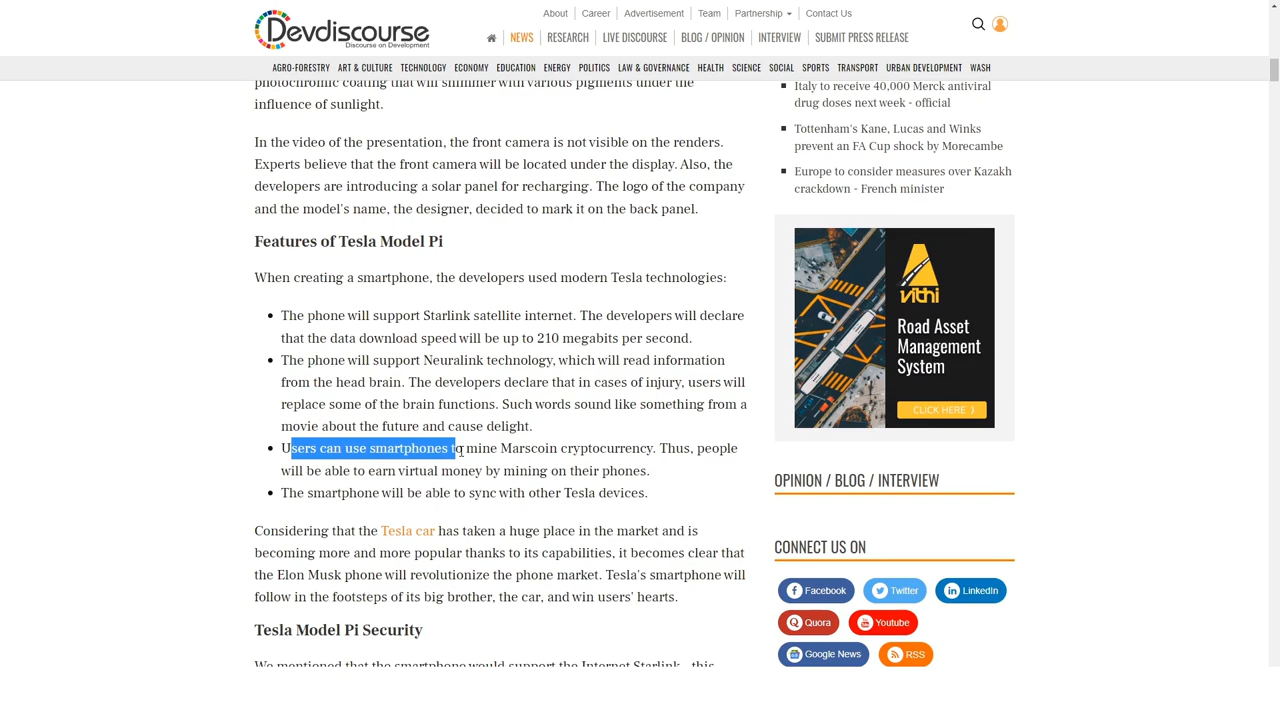 About
Career
Advertisement
Team
Partnership
Contact Us
Devdiscourse
Discourse on Development
NEWS
RESEARCH
LIVE DISCOURSE
BLOG / OPINION
INTERVIEW
SUBMIT PRESS RELEASE
AGRO-FORESTRY ART & CULTURE TECHNOLOGY ECONOMY EDUCATION ENERGY POLITICS LAW & GOVERNANCE HEALTH SCIENCE SOCIAL SPORTS TRANSPORT URBAN DEVELOPMENT WASH
photochromic coating that will shimmer with various pigments under the
influence of sunlight.
In the video of the presentation, the front camera is not visible on the renders.
Experts believe that the front camera will be located under the display. Also, the
developers are introducing a solar panel for recharging. The logo of the company
and the model's name, the designer, decided to mark it on the back panel.
Features of Tesla Model Pi
When creating a smartphone, the developers used modern Tesla technologies:
The phone will support Starlink satellite internet. The developers will declare
that the data download speed will be up to 210 megabits per second.
The phone will support Neuralink technology, which will read information
from the head brain. The developers declare that in cases of injury, users will
replace some of the brain functions. Such words sound like something from a
movie about the future and cause delight.
Users can use smartphones to mine Marscoin cryptocurrency. Thus, people
will be able to earn virtual money by mining on their phones.
The smartphone will be able to sync with other Tesla devices.
Considering that the Tesla car has taken a huge place in the market and is
becoming more and more popular thanks to its capabilities, it becomes clear that
the Elon Musk phone will revolutionize the phone market. Tesla's smartphone will
follow in the footsteps of its big brother, the car, and win users' hearts.
Tesla Model Pi Security
We mentioned that the smartphone would support the Internet Starlink - this
Italy to receive 40,000 Merck antiviral
drug doses next week - official
Tottenham's Kane, Lucas and Winks
prevent an FA Cup shock by Morecambe
Europe to consider measures over Kazakh
crackdown - French minister
vithi
Road Asset
Management
System
CLICK HERE
OPINION / BLOG / INTERVIEW
CONNECT US ON
Facebook
Twitter
LinkedIn
Quora
Youtube
Google News
RSS